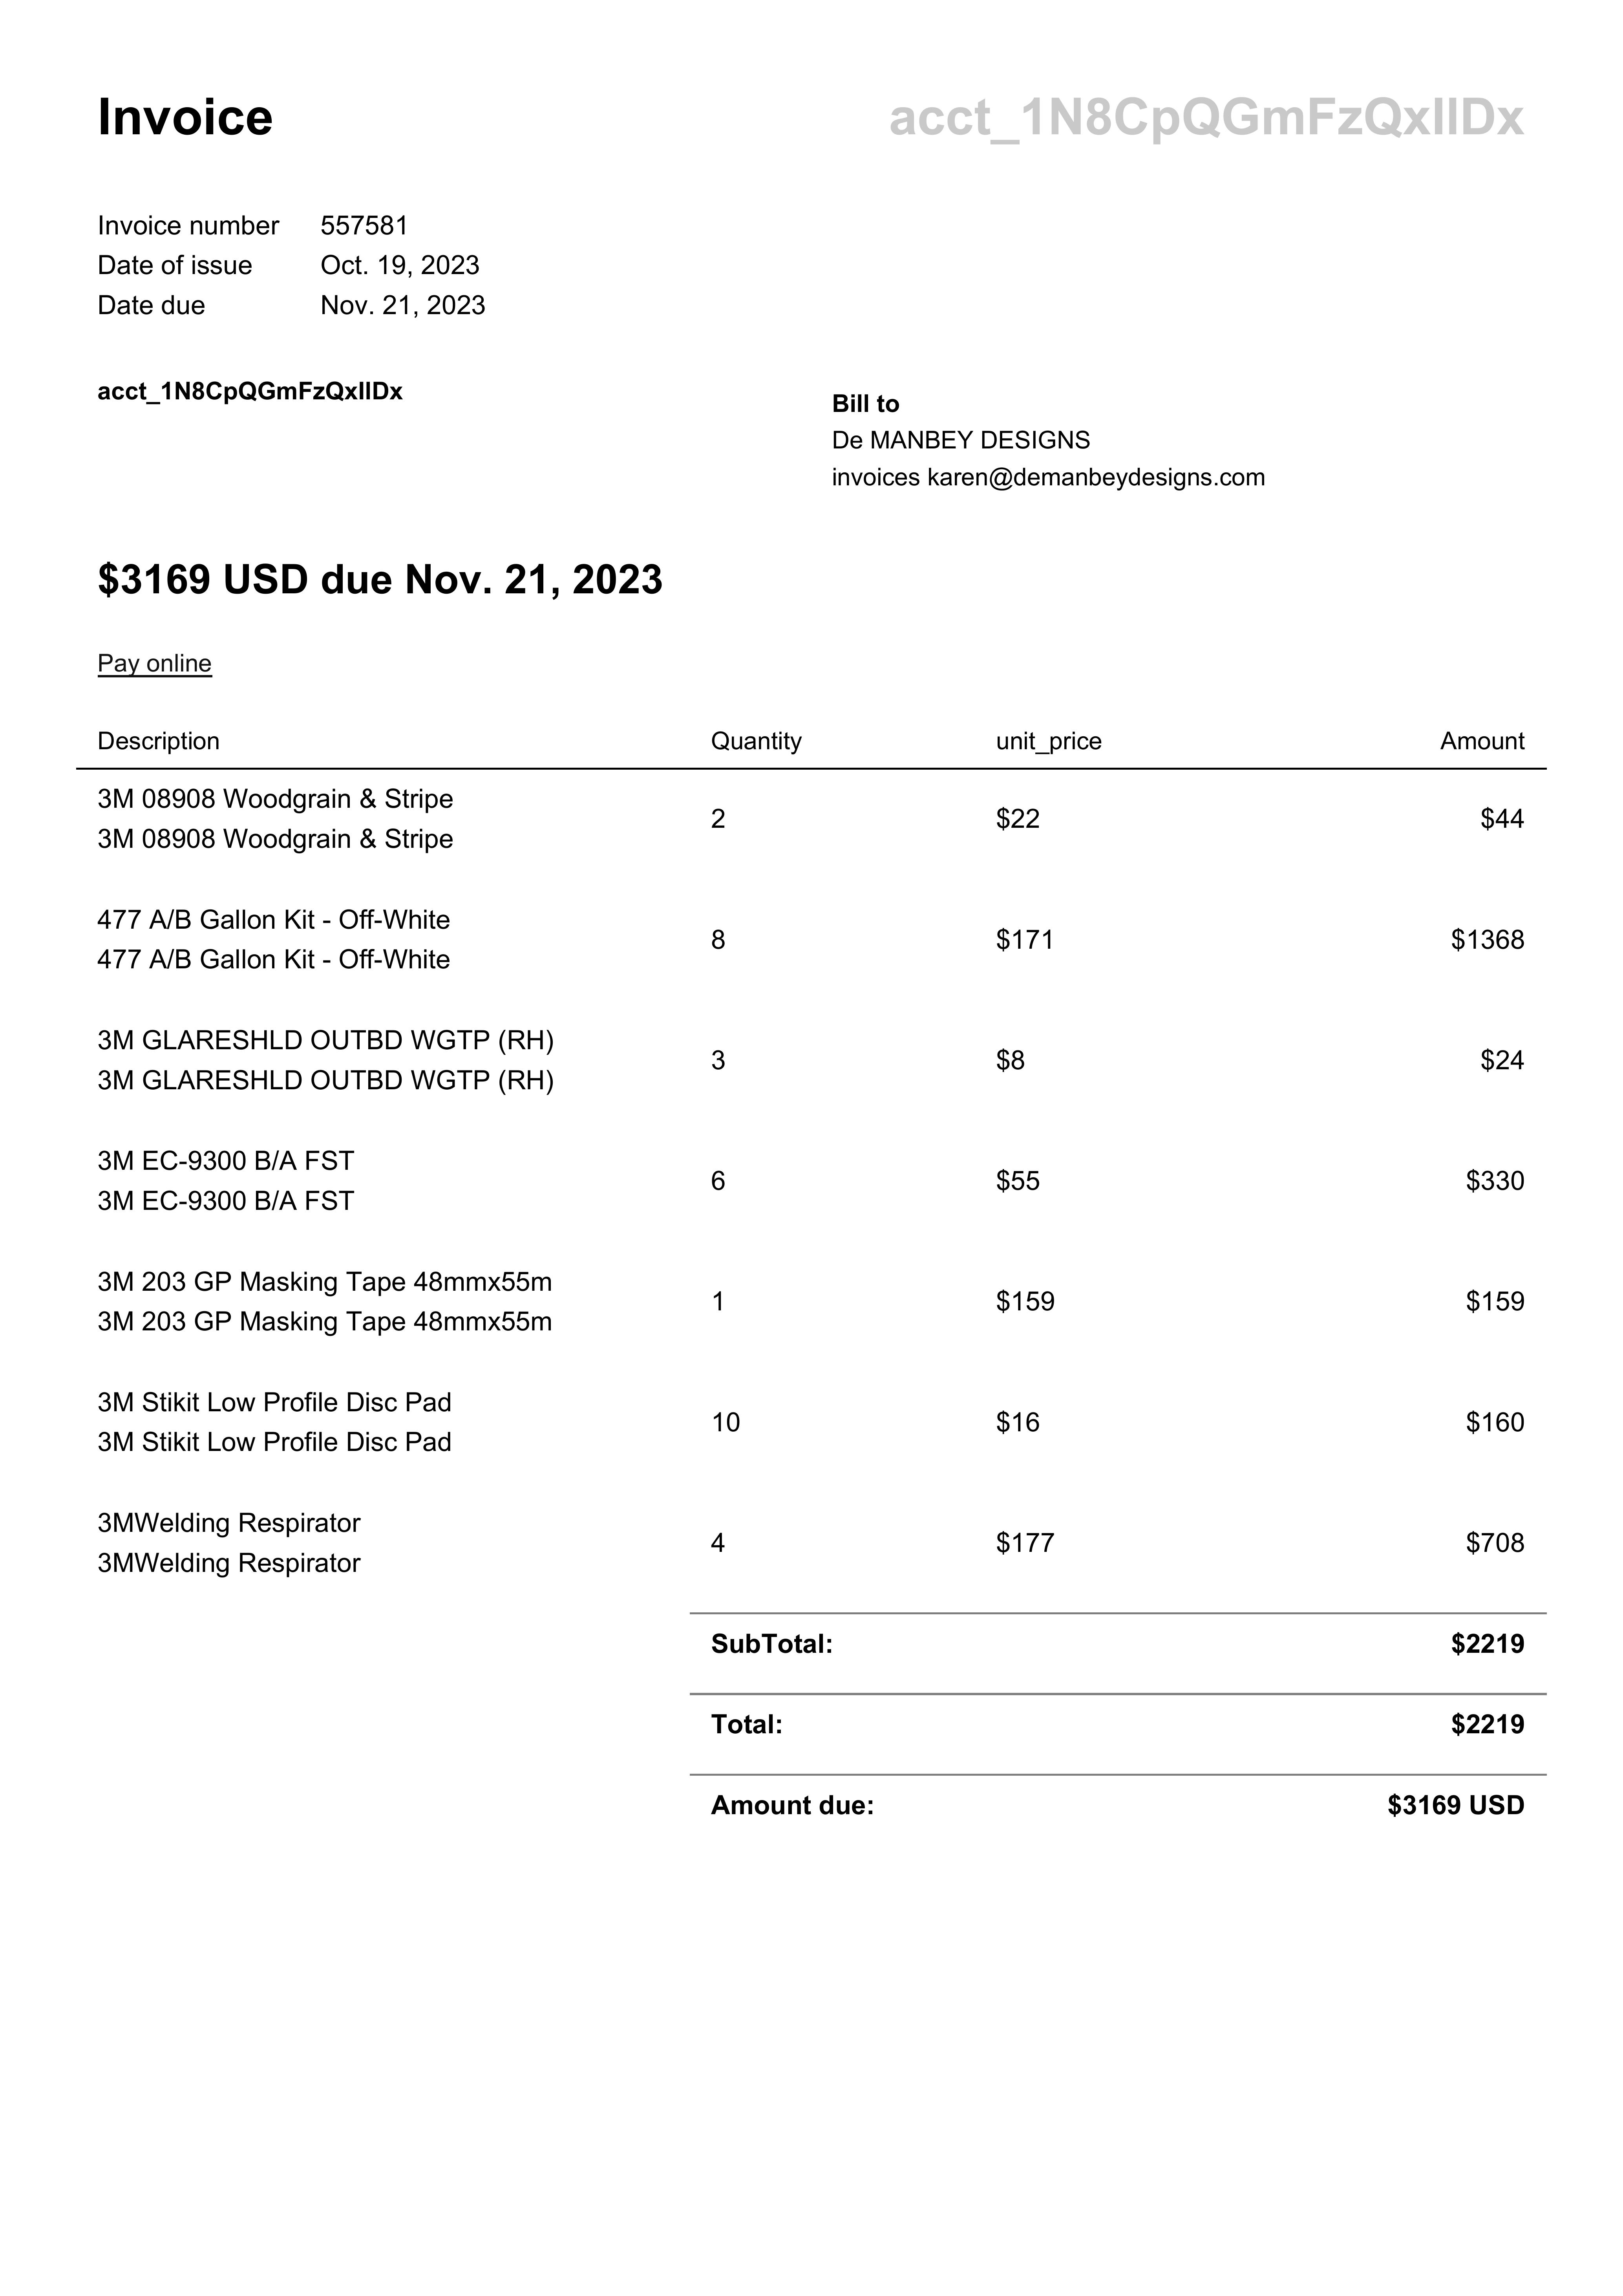 Invoice
acct_1N8CpQGmFzQxllDx
Invoice number 557581
Date of issue Oct. 19, 2023
Date due Nov. 21, 2023
acct_1N8CpQGmFzQxllDx
Bill to
De MANBEY DESIGNS
invoices karen@demanbeydesigns.com
$3169 USD due Nov. 21, 2023
Pay online
Description Quantity unit_price Amount
3M 08908 Woodgrain & Stripe
3M 08908 Woodgrain & Stripe
2 $22 $44
477 A/B Gallon Kit - Off-White
477 A/B Gallon Kit - Off-White
8 $171 $1368
3M GLARESHLD OUTBD WGTP (RH)
3M GLARESHLD OUTBD WGTP (RH)
3 $8 $24
3M EC-9300 B/A FST
3M EC-9300 B/A FST
6 $55 $330
3M 203 GP Masking Tape 48mmx55m
3M 203 GP Masking Tape 48mmx55m
1 $159 $159
3M Stikit Low Profile Disc Pad
3M Stikit Low Profile Disc Pad
10 $16 $160
3MWelding Respirator
3MWelding Respirator
4 $177 $708
SubTotal: $2219
Total: $2219
Amount due: $3169 USD